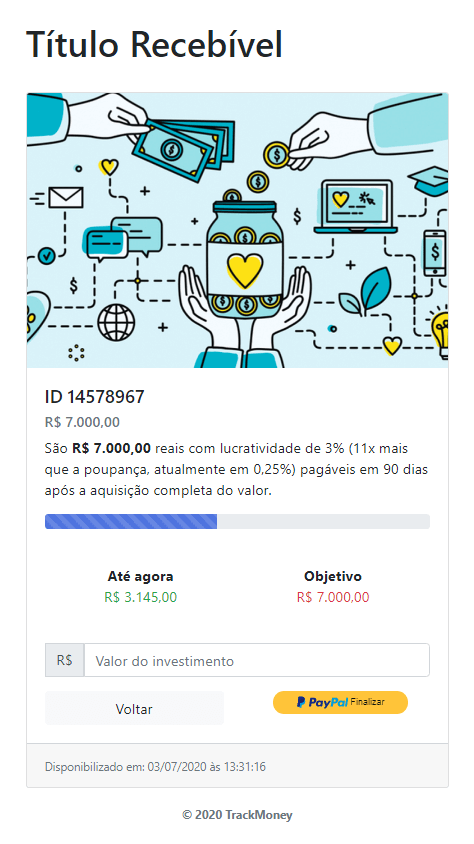 Título Recebível
ID 14578967
R$ 7.000,00
São R$ 7.000,00 reais com lucratividade de 3% (11x mais
que a poupança, atualmente em 0,25%) pagáveis em 90 dias
após a aquisição completa do valor.
Até agora
Objetivo
R$ 3.145,00
R$ 7.000,00
R$ Valor do investimento
Voltar
PayPal Finalizar
Disponibilizado em: 03/07/2020 às 13:31:16
© 2020 TrackMoney